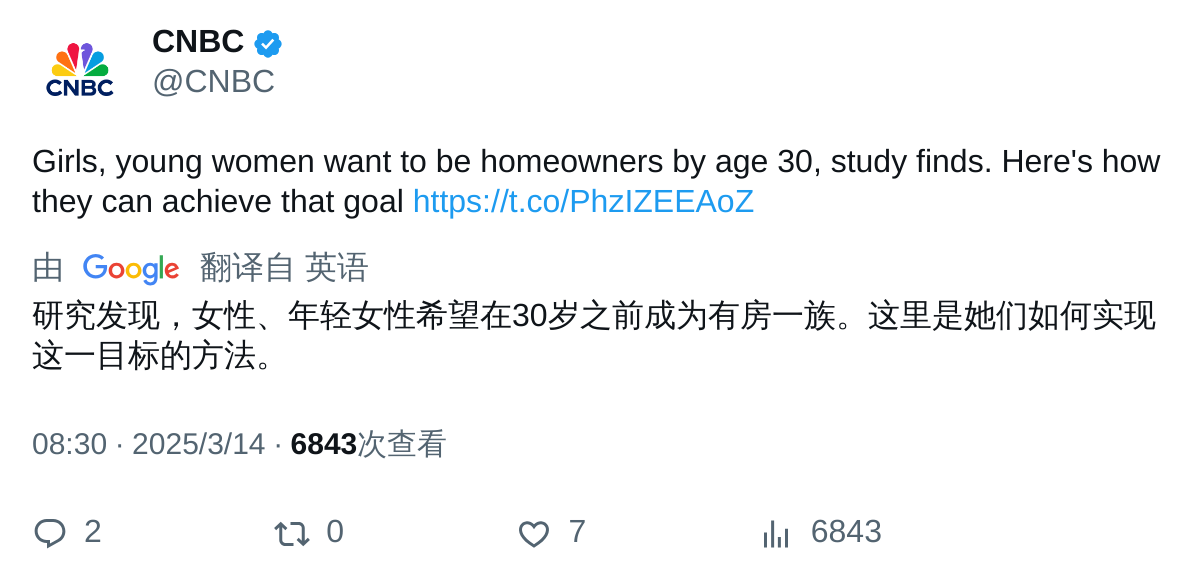 CNBC
CNBC
@CNBC
Girls, young women want to be homeowners by age 30, study finds. Here's how
they can achieve that goal https://t.co/PhzIZEEAoZ
由 Google 翻译自 英语
研究发现，女性、年轻女性希望在30岁之前成为有房一族。这里是她们如何实现
这一目标的方法。
08:30 · 2025/3/14 · 6843次查看
2 0 7 6843